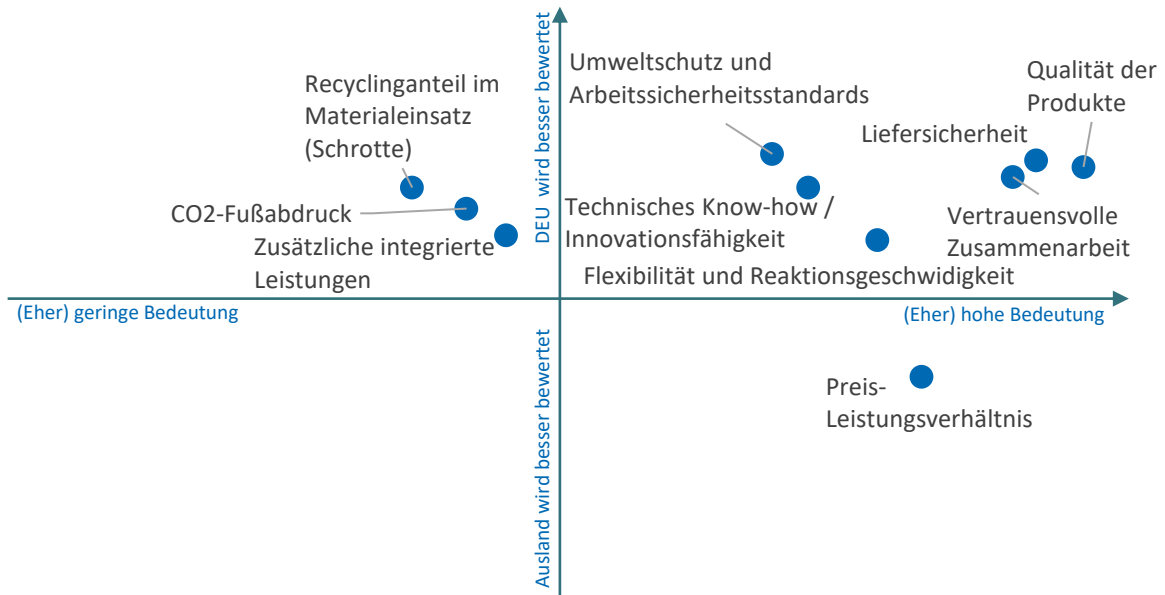 DEU wird besser bewertet
Umweltschutz und
Arbeitssicherheitsstandards
Qualität der
Produkte
Recyclinganteil im
Materialeinsatz
(Schrotte)
Liefersicherheit
CO2-Fußabdruck
Technisches Know-how /
Innovationsfähigkeit
Vertrauensvolle
Zusammenarbeit
Zusätzliche integrierte
Leistungen
Flexibilität und Reaktionsgeschwidigkeit
(Eher) geringe Bedeutung
(Eher) hohe Bedeutung
Ausland wird besser bewertet
Preis-
Leistungsverhältnis